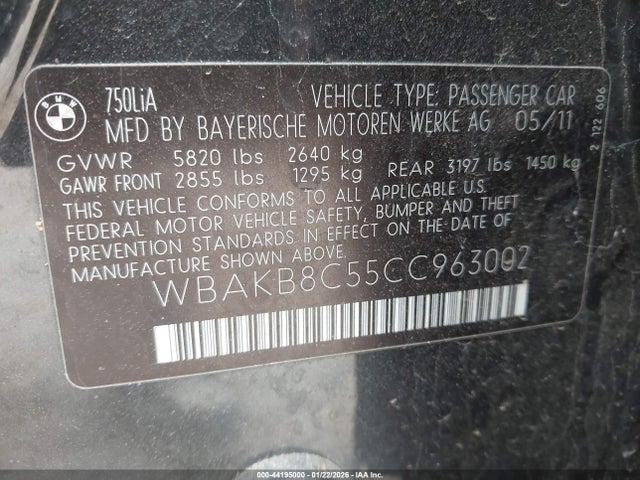 BMW
750LiA VEHICLE TYPE: PASSENGER CAR
MFD BY BAYERISCHE MOTOREN WERKE AG 05/11
GVWR 5820 lbs 2640 kg
GAWR FRONT 2855 lbs 1295 kg REAR 3197 lbs 1450 kg
THIS VEHICLE CONFORMS TO ALL APPLICABLE U.S.
FEDERAL MOTOR VEHICLE SAFETY, BUMPER AND THEFT
PREVENTION STANDARDS IN EFFECT ON THE DATE OF
MANUFACTURE SHOWN ABOVE.
WBAKB8C55CC963002
2 122 606
000-44195000 - 01/22/2026 - IAAI.COM